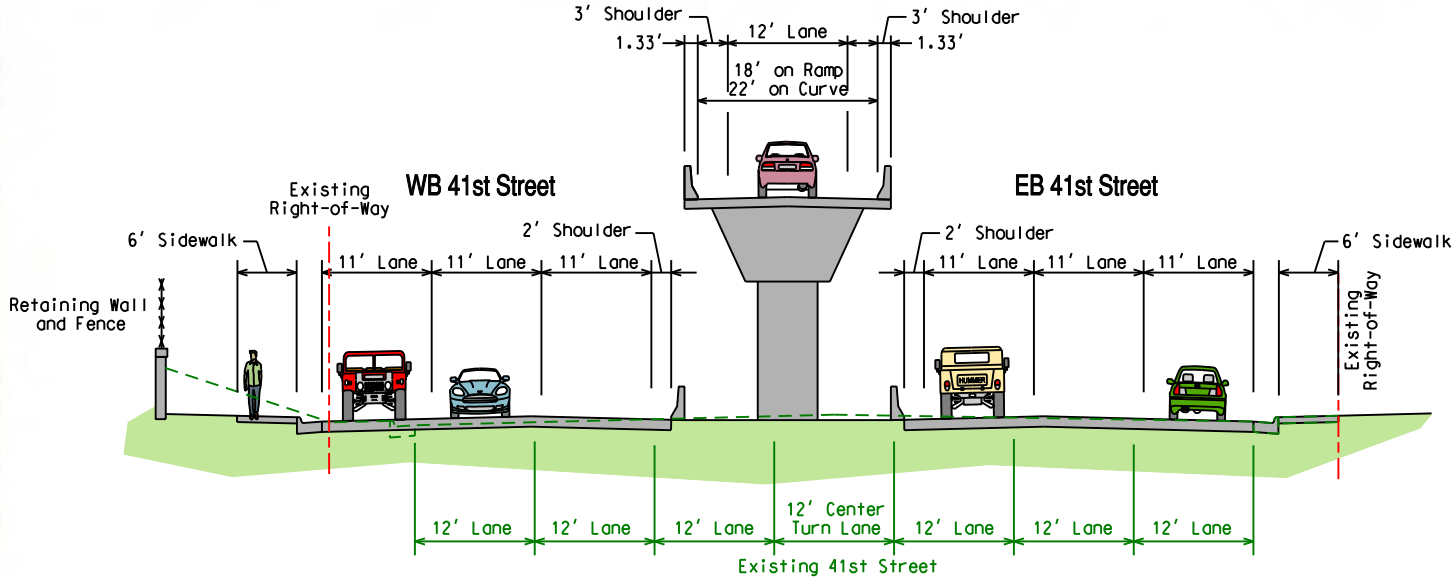 3' Shoulder
3' Shoulder
1.33'
12' Lane
1.33'
18' on Ramp
22' on Curve
WB 41st Street
EB 41st Street
Existing
Right-of-Way
6' Sidewalk
2' Shoulder
2' Shoulder
6' Sidewalk
11' Lane
11' Lane
11' Lane
11' Lane
11' Lane
11' Lane
Retaining Wall
and Fence
Existing
Right-of-Way
HUMMER
12' Lane
12' Lane
12' Lane
12' Center
Turn Lane
12' Lane
12' Lane
12' Lane
Existing 41st Street